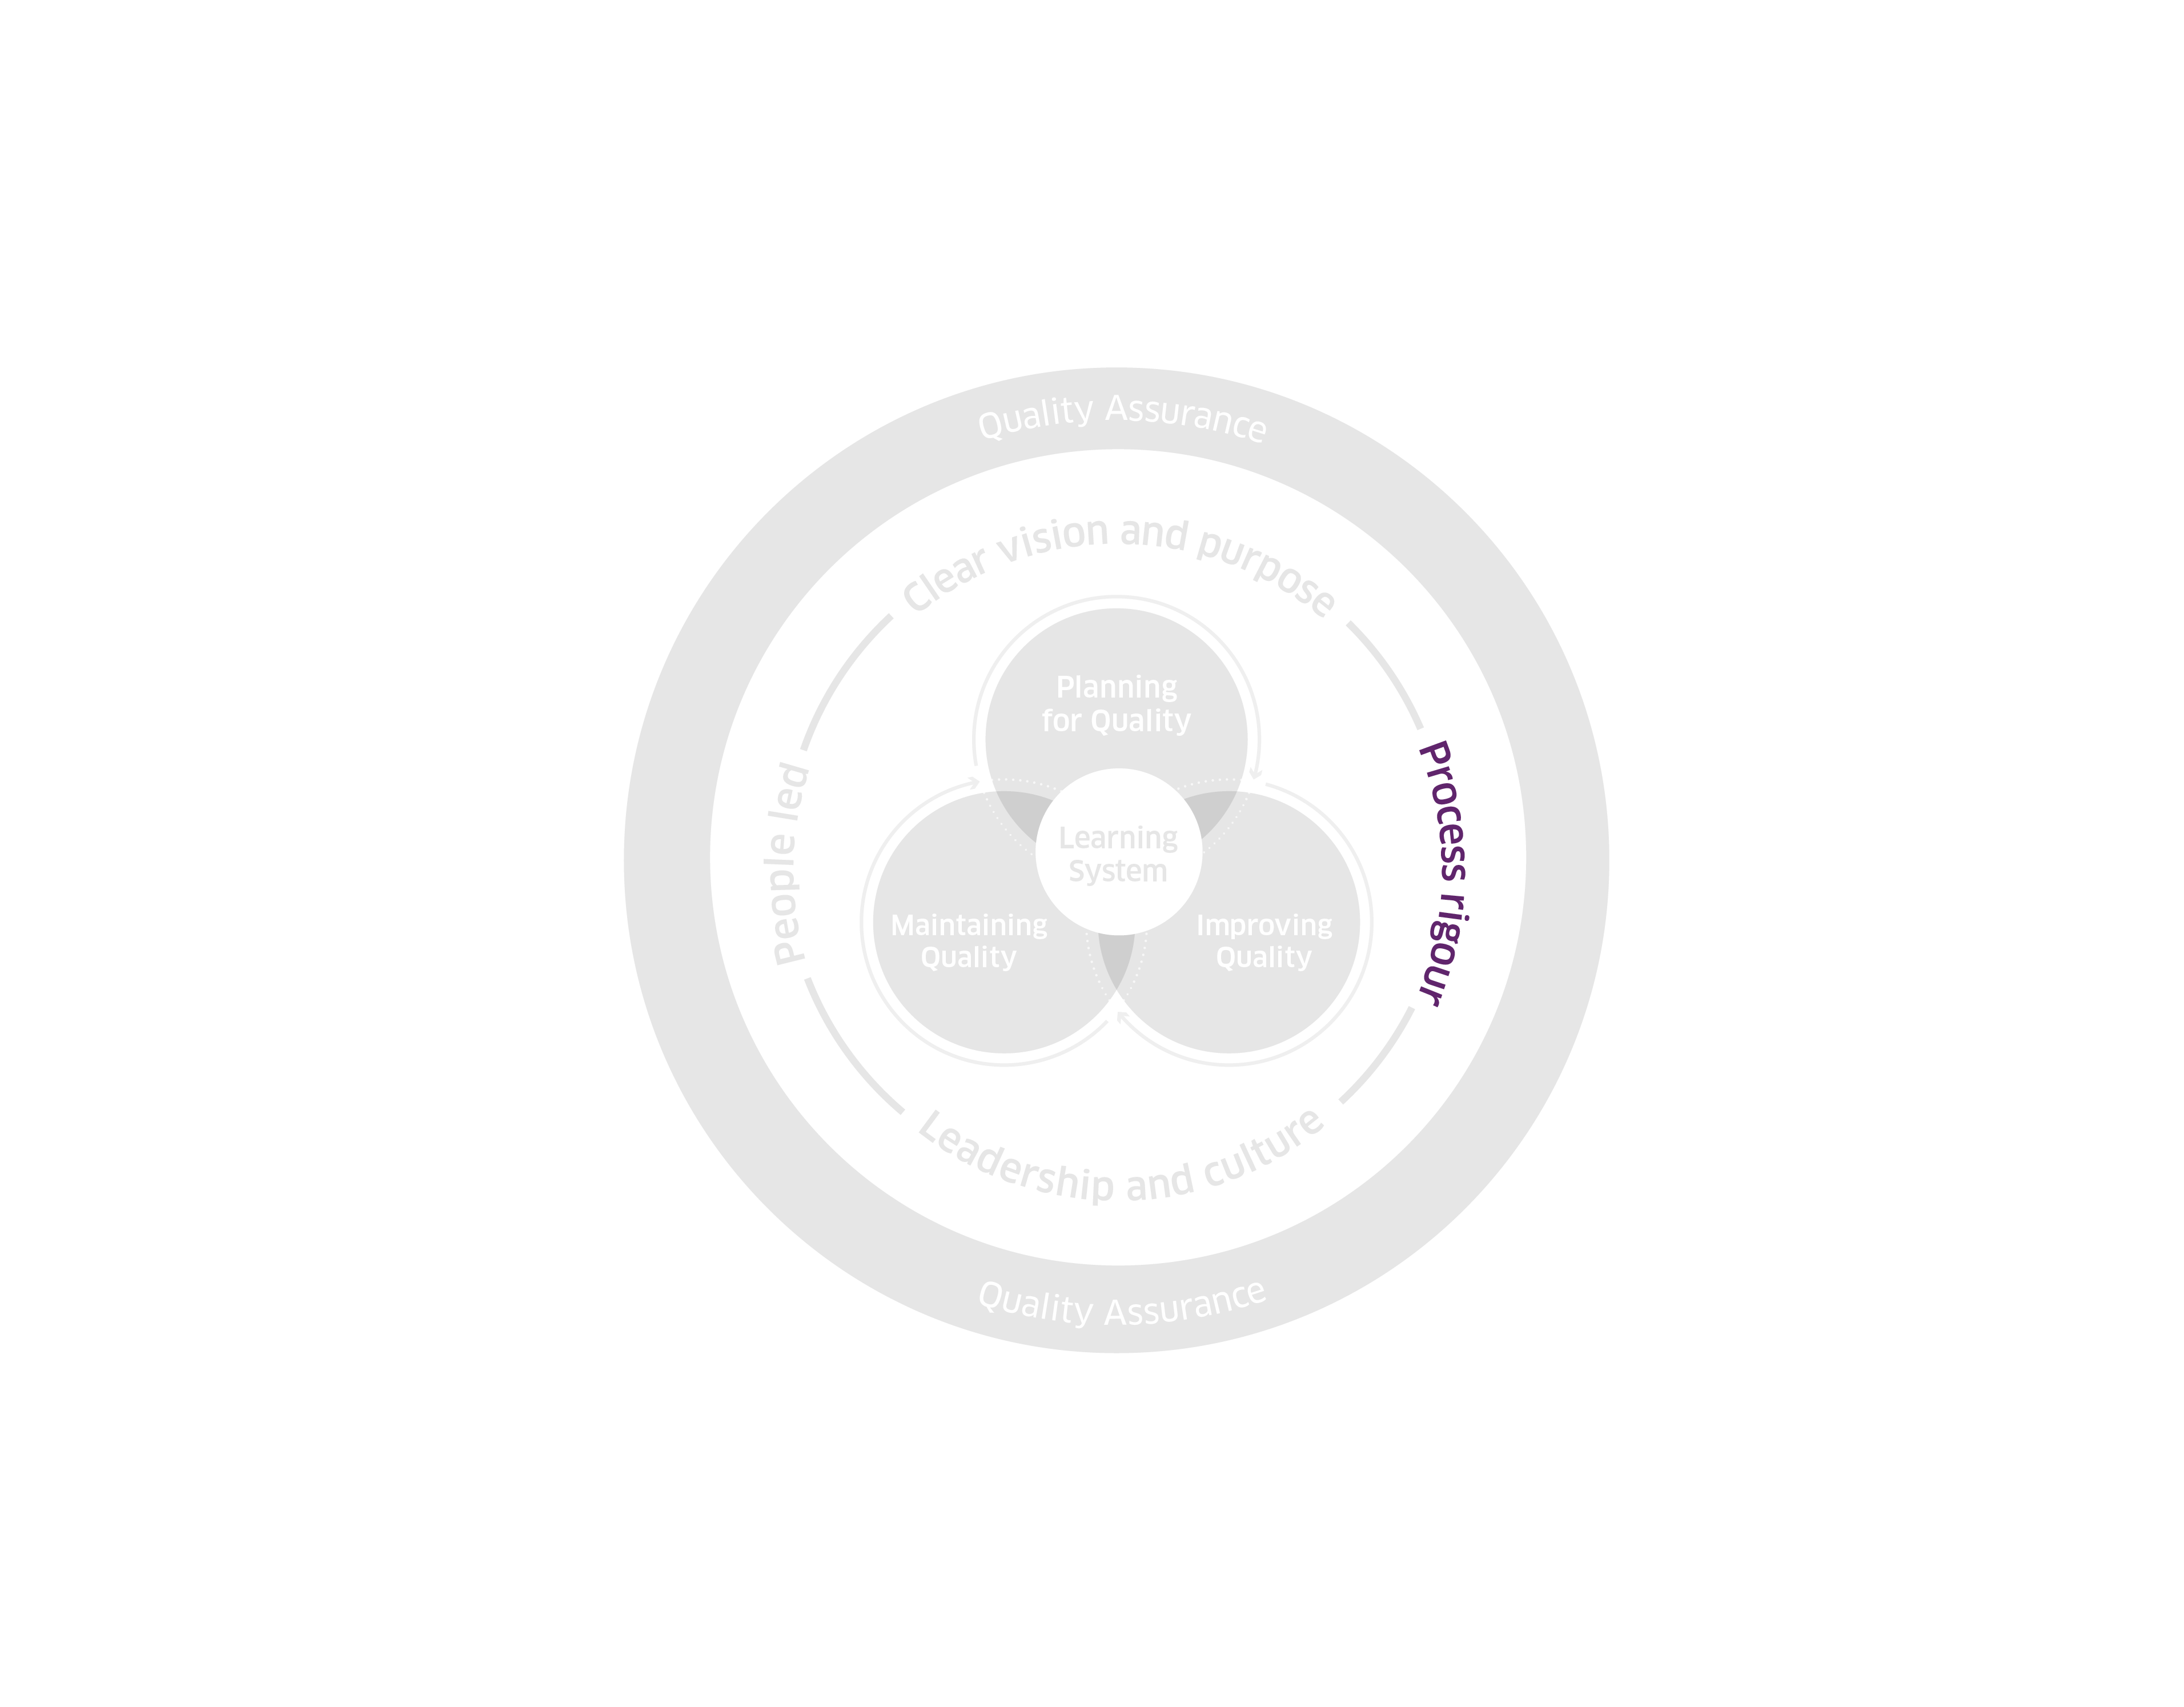 Quality Assurance
Clear vision and purpose
Planning
for Quality
Process rigour
People led
Learning
System
Maintaining
Quality
Improving
Quality
Leadership and culture
Quality Assurance